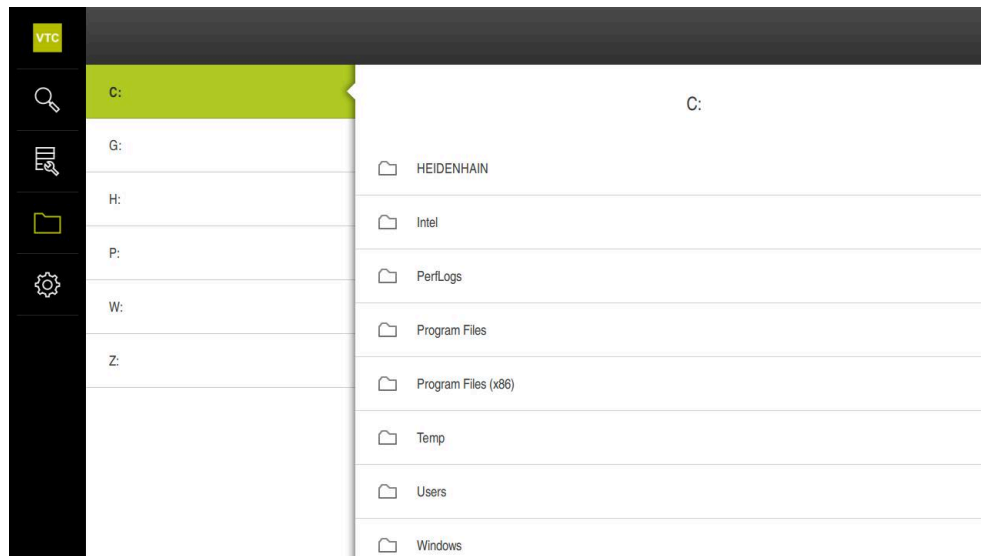 VTC
C:
G:
H:
P:
W:
Z:
C:
HEIDENHAIN
Intel
PerfLogs
Program Files
Program Files (x86)
Temp
Users
Windows